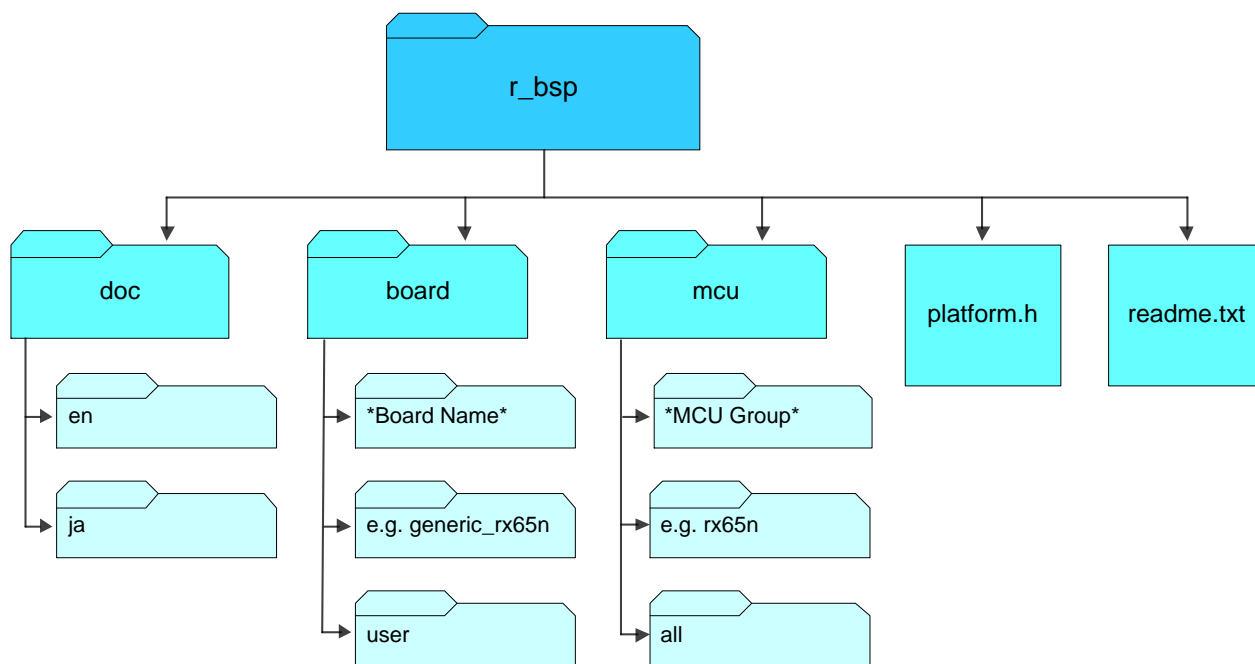 r_bsp
doc
board
mcu
platform.h
readme.txt
en
*Board Name*
*MCU Group*
ja
e.g. generic_rx65n
e.g. rx65n
user
all